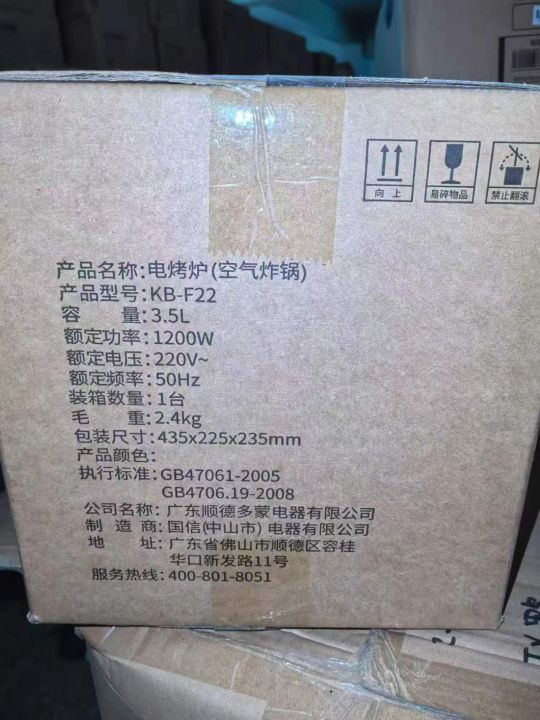 向 上
易碎物品
禁止翻滚
产品名称:电烤炉(空气炸锅)
产品型号:KB-F22
容 量:3.5L
额定功率:1200W
额定电压:220V~
额定频率:50Hz
装箱数量:1台
毛 重:2.4kg
包装尺寸:435x225x235mm
产品颜色:
执行标准:GB47061-2005
GB4706.19-2008
公司名称:广东顺德多蒙电器有限公司
制 造 商:国信(中山市)电器有限公司
地 址:广东省佛山市顺德区容桂
华口新发路11号
服务热线:400-801-8051